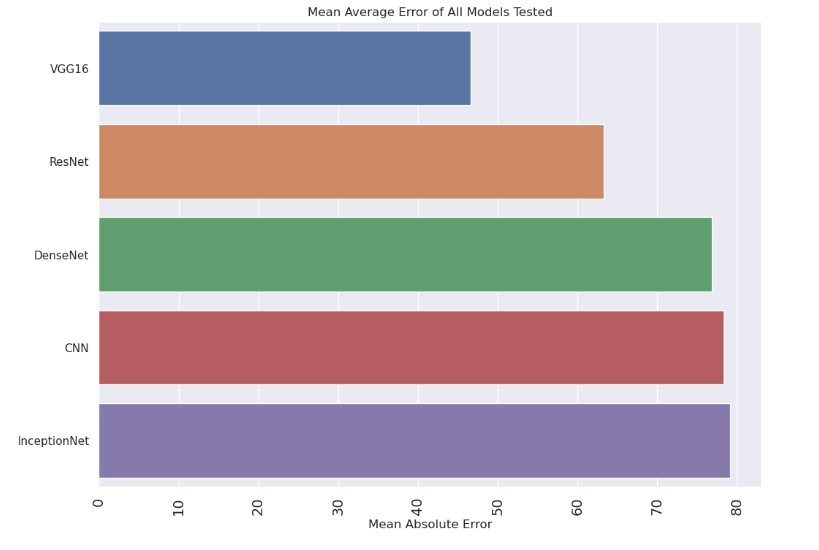 Mean Average Error of All Models Tested
VGG16
ResNet
DenseNet
CNN
InceptionNet
0 10 20 30 40 50 60 70 80
Mean Absolute Error